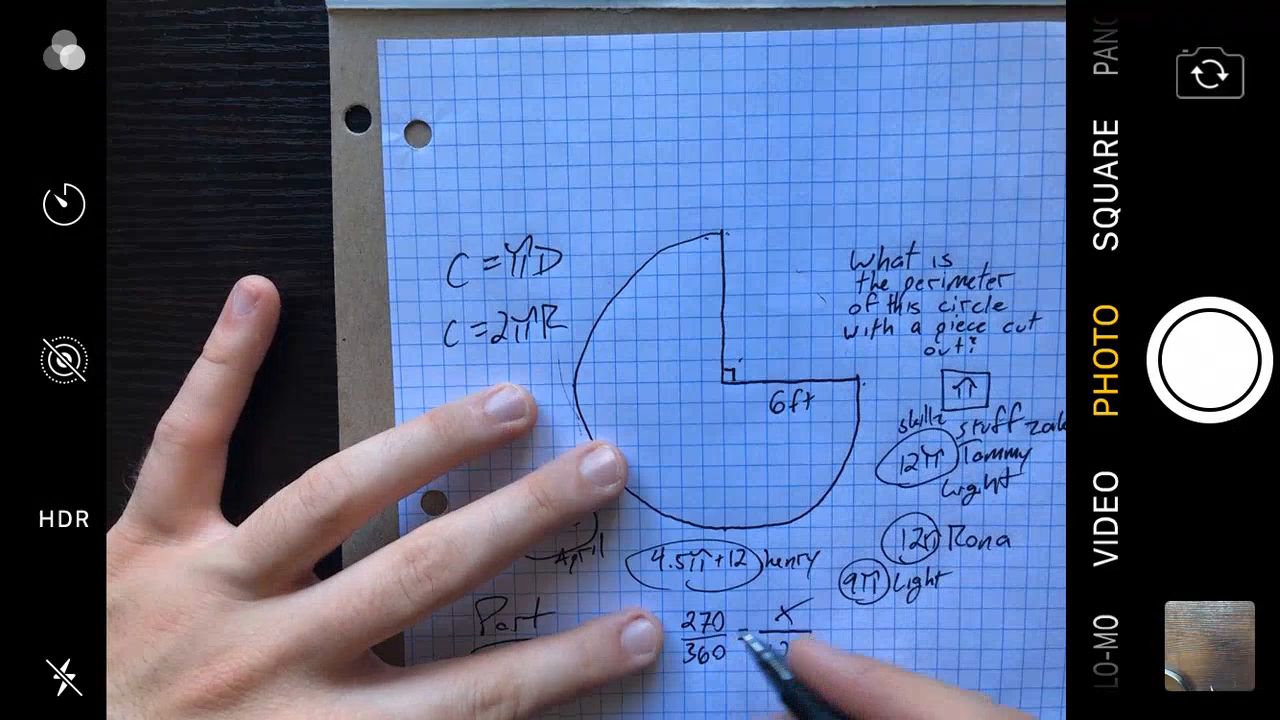 HDR
C = πD
C = 2πR
6ft
What is
the perimeter
of this circle
with a piece cut
out?
π
skillz
stuff
12π
Tommy
Light
12π Rona
9π Light
April
4.5π+12 henry
Part
270
360
=
x
PANO
SQUARE
PHOTO
VIDEO
SLO-MO